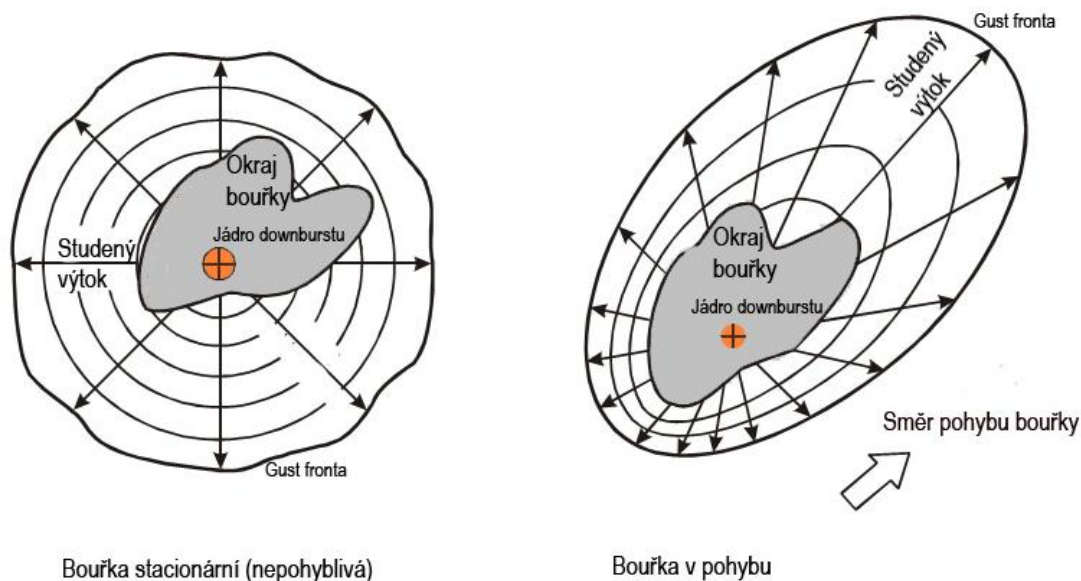 Okraj
bouřky
Jádro downburstu
Studený
výtok
Gust fronta
Bouřka stacionární (nepohyblivá)
Gust fronta
Studený
výtok
Okraj
bouřky
Jádro downburstu
Směr pohybu bouřky
Bouřka v pohybu